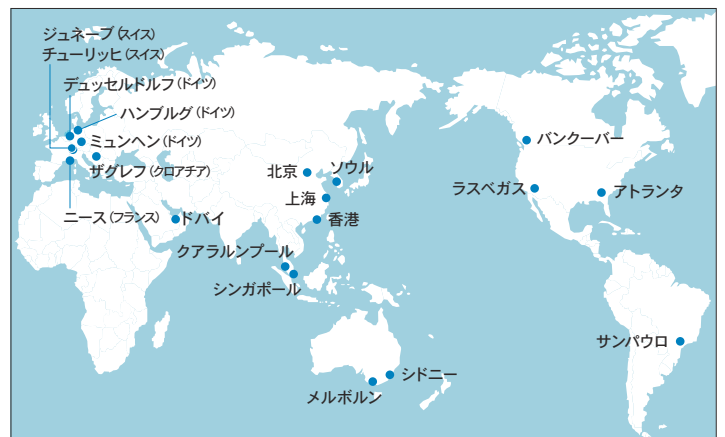 ジュネーブ(スイス)
チューリッヒ(スイス)
デュッセルドルフ(ドイツ)
ハンブルグ(ドイツ)
ミュンヘン(ドイツ)
ザグレフ(クロアチア)
ニース(フランス)
ドバイ
北京
ソウル
上海
香港
クアラルンプール
シンガポール
シドニー
メルボルン
バンクーバー
ラスベガス
アトランタ
サンパウロ